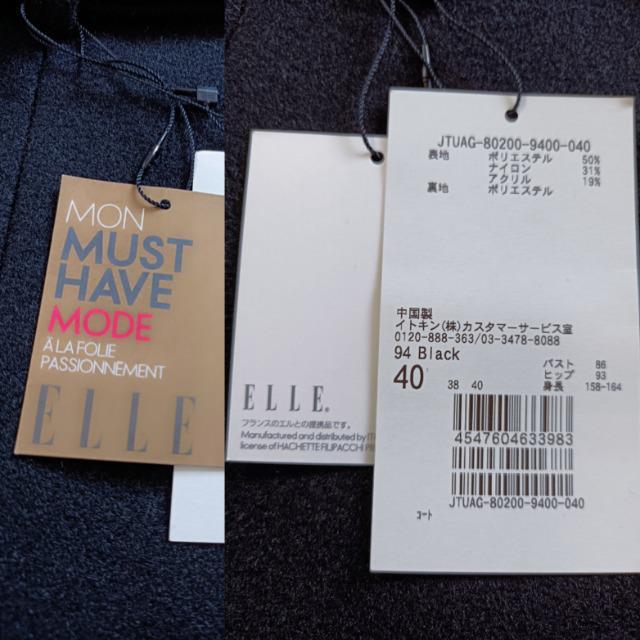 MON
MUST
HAVE
MODE
À LA FOLIE
PASSIONNEMENT
ELLE
ELLE®
フランスのエルとの提携品です。
Manufactured and distributed by
license of HACHETTE FILIPACCHI
JTUAG-80200-9400-040
表地 ポリエステル 50%
ナイロン 31%
アクリル 19%
裏地 ポリエステル
中国製
イトキン(株)カスタマーサービス室
0120-888-363/03-3478-8088
94 Black
40 38 40
バスト 86
ヒップ 93
身長 158-164
4547604633983
JTUAG-80200-9400-040
コート